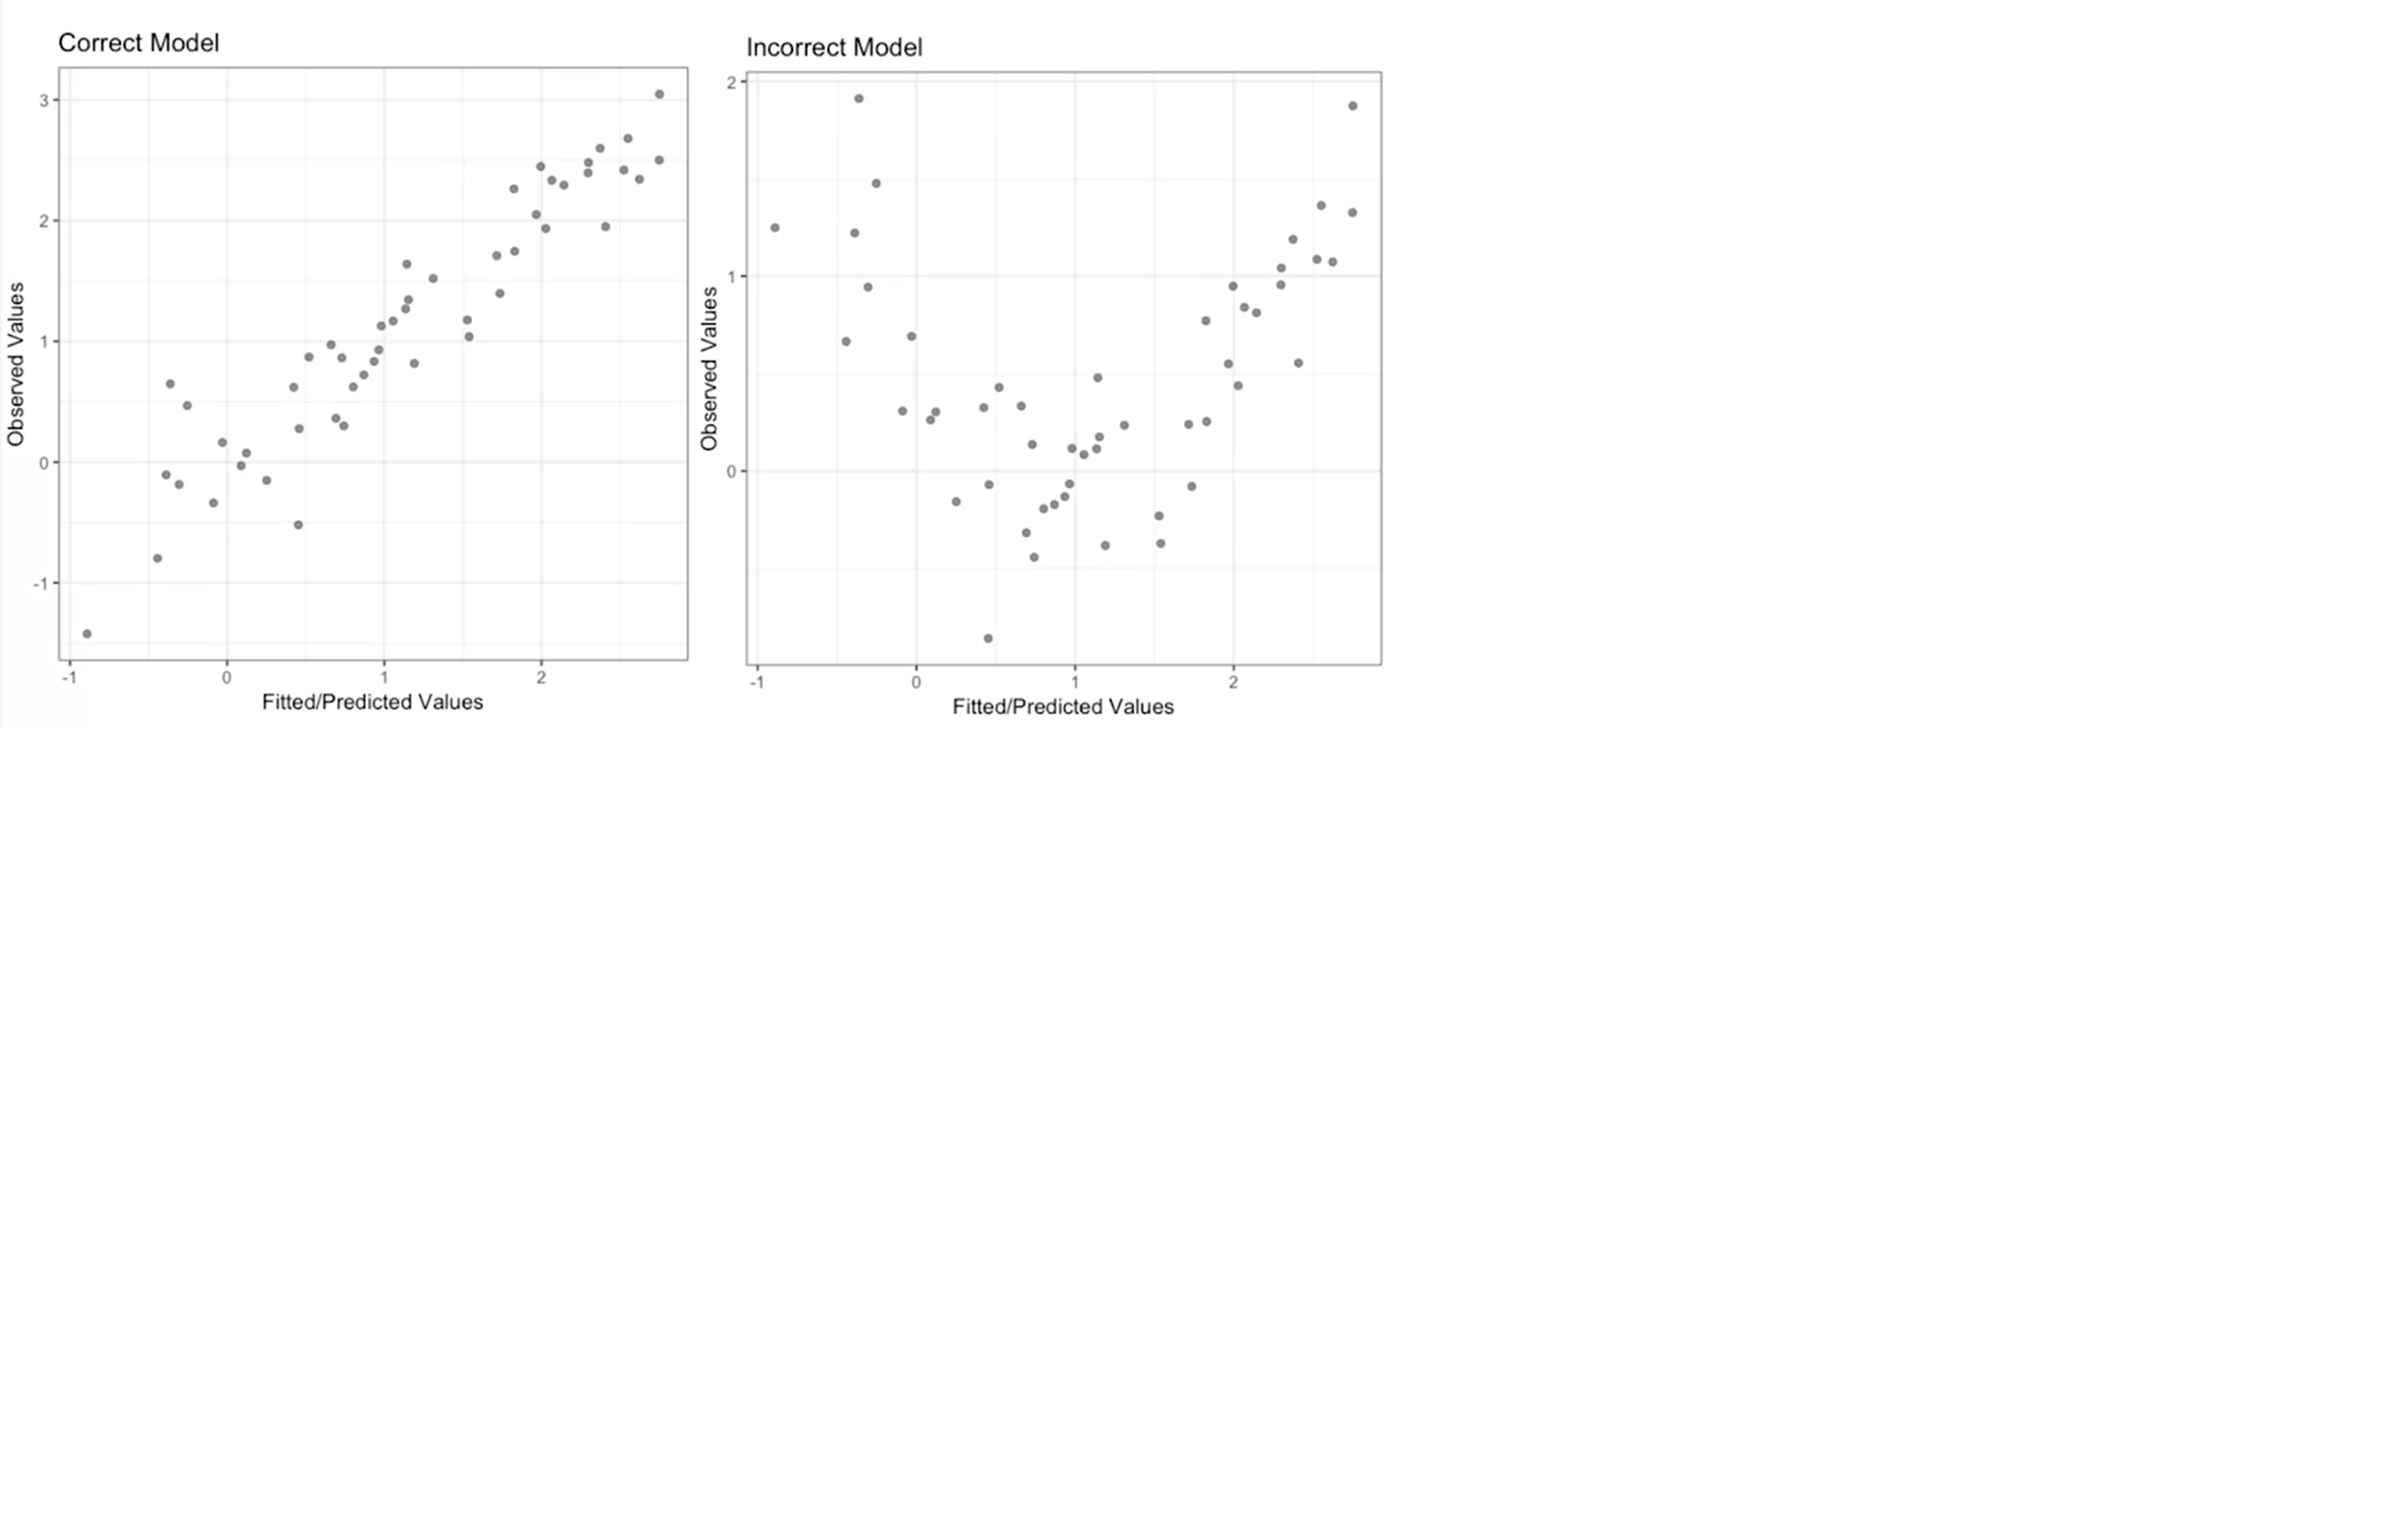 Correct Model
3
2
1
0
-1
Observed Values
-1 0 1 2
Fitted/Predicted Values
Incorrect Model
2
1
0
Observed Values
-1 0 1 2
Fitted/Predicted Values